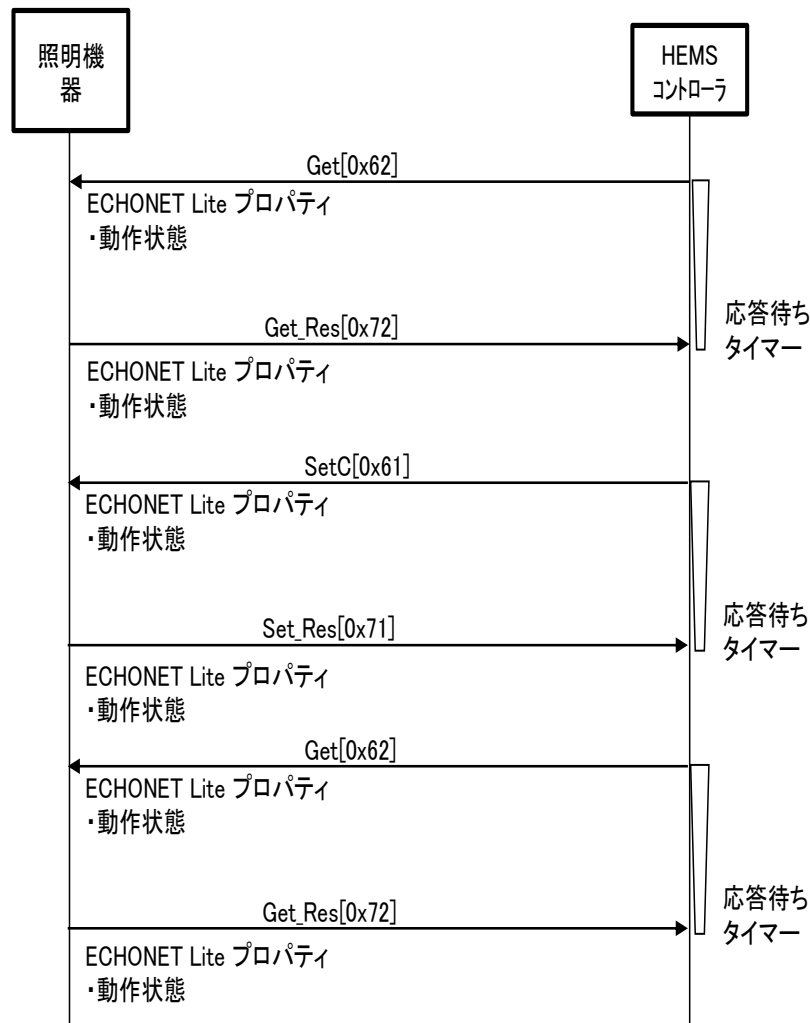 照明機
器
HEMS
コントローラ
Get[0x62]
ECHONET Lite プロパティ
・動作状態
応答待ち
タイマー
Get_Res[0x72]
ECHONET Lite プロパティ
・動作状態
SetC[0x61]
ECHONET Lite プロパティ
・動作状態
応答待ち
タイマー
Set_Res[0x71]
ECHONET Lite プロパティ
・動作状態
Get[0x62]
ECHONET Lite プロパティ
・動作状態
応答待ち
タイマー
Get_Res[0x72]
ECHONET Lite プロパティ
・動作状態